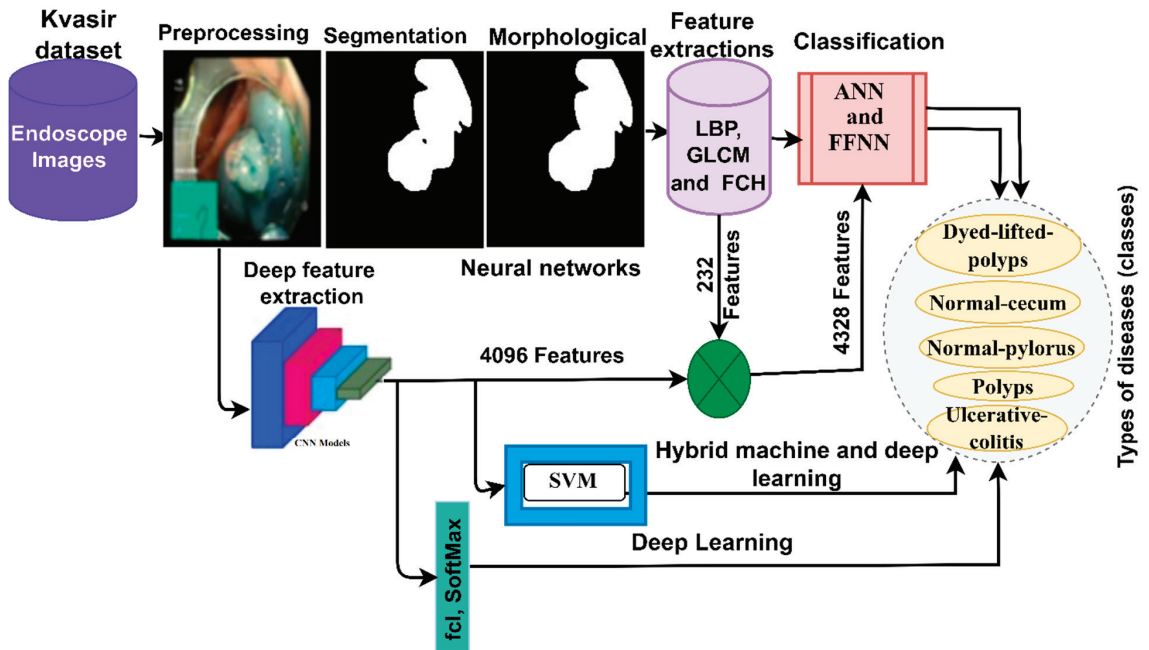 Kvasir
dataset
Endoscope
Images
Preprocessing
Segmentation
Morphological
Feature
extractions
LBP,
GLCM
and FCH
Classification
ANN
and
FFNN
Neural networks
Deep feature
extraction
CNN Models
4096 Features
232
Features
4328 Features
SVM
Hybrid machine and deep
learning
fcl, SoftMax
Deep Learning
Dyed-lifted-
polyps
Normal-cecum
Normal-pylorus
Polyps
Ulcerative-
colitis
Types of diseases (classes)